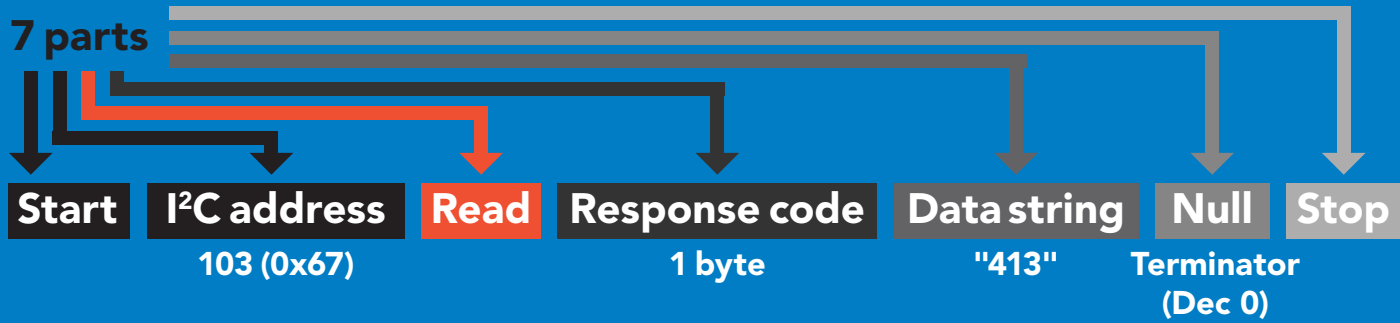 7 parts
Start I²C address Read Response code Data string Null Stop
103 (0x67) 1 byte "413" Terminator
(Dec 0)